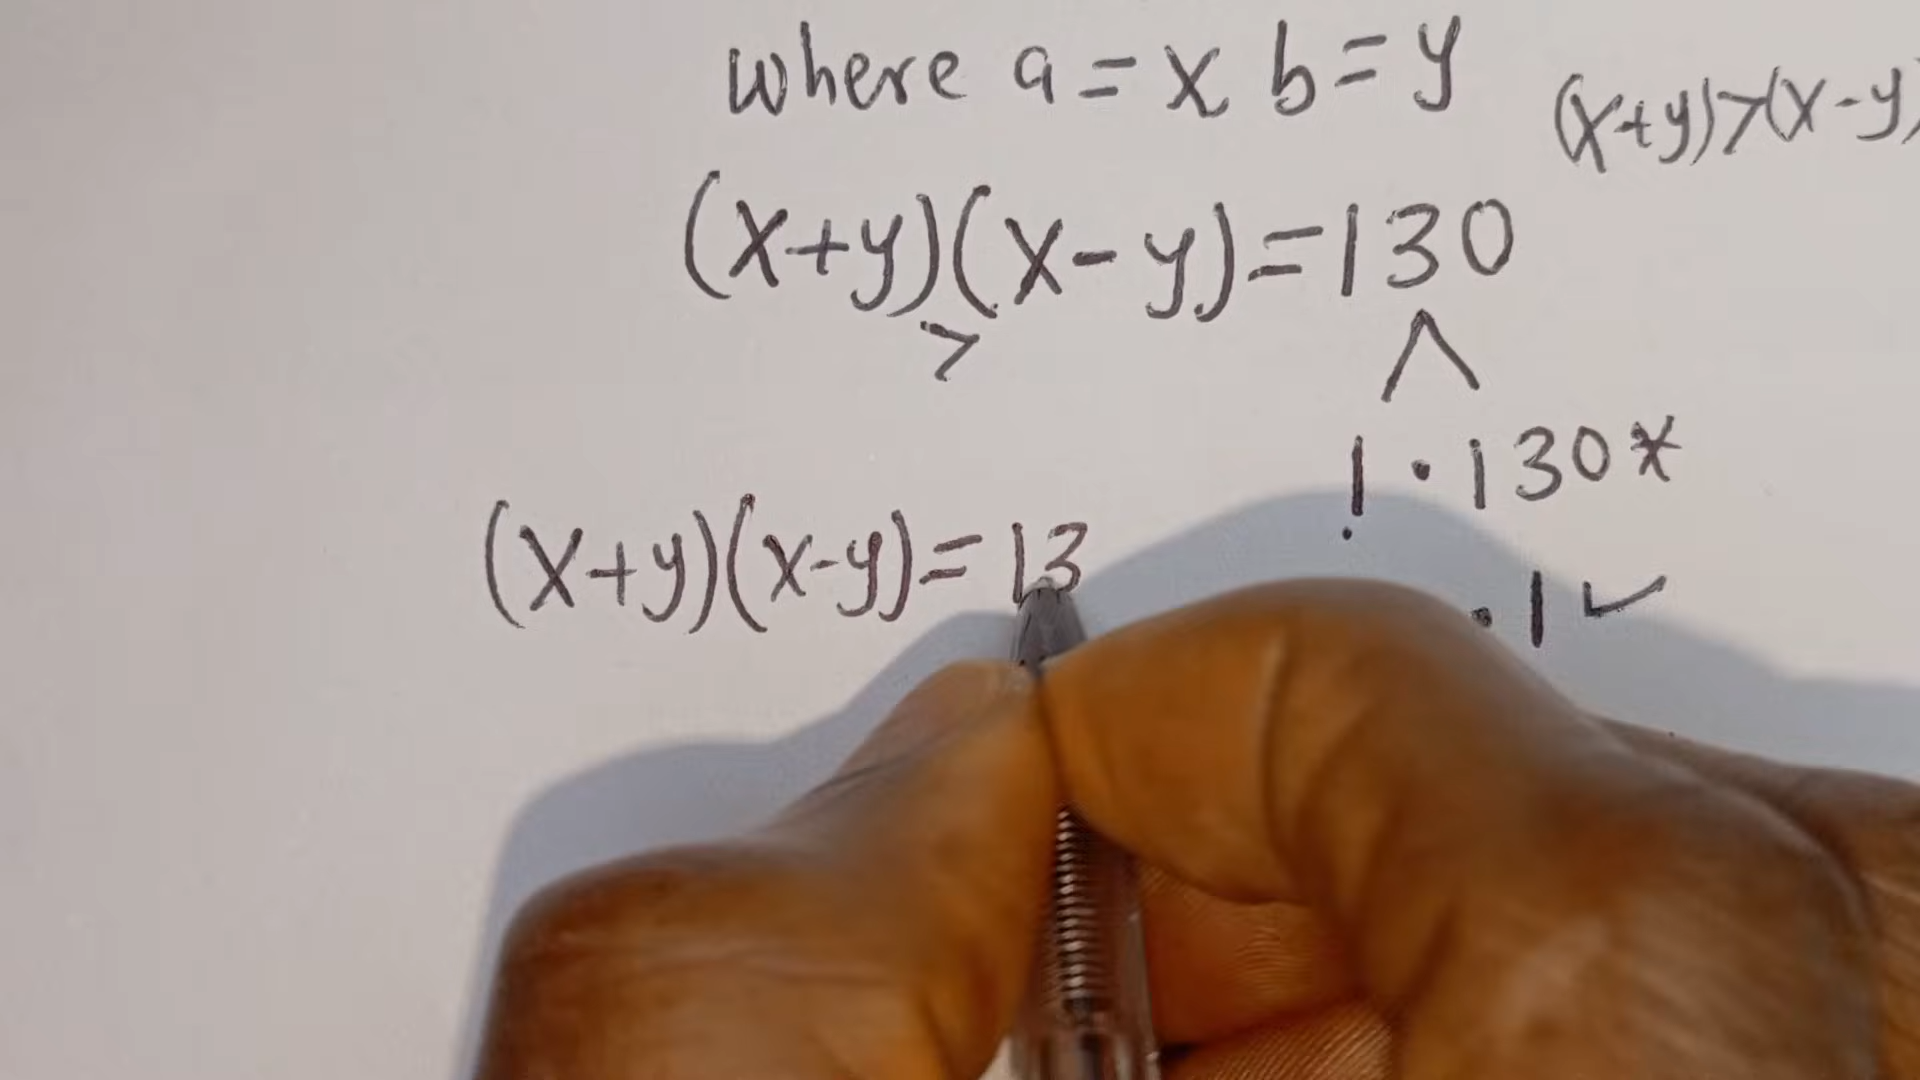 where a = x b = y
(x+y)>(x-y)
(x+y)(x-y)=130
>
^
1·130*
·1✓
(x+y)(x-y)=13